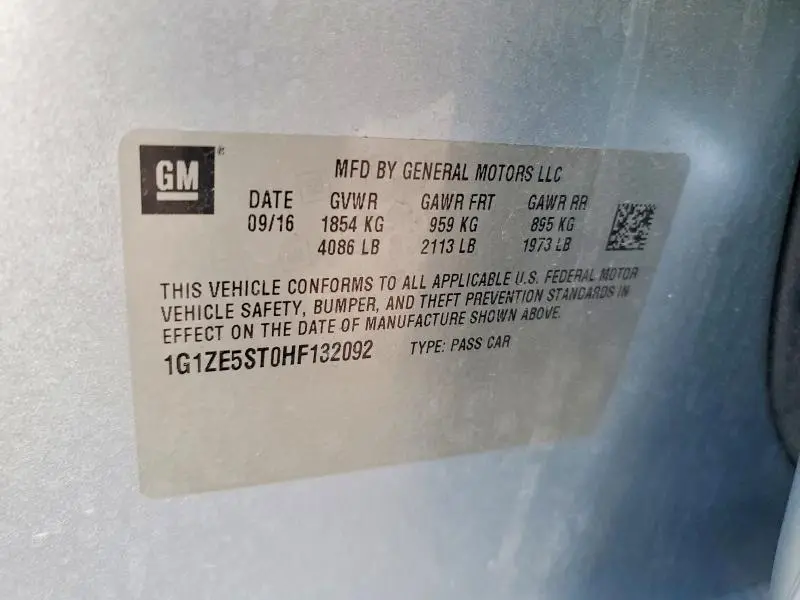 GM
MFD BY GENERAL MOTORS LLC
DATE GVWR GAWR FRT GAWR RR
09/16 1854 KG 959 KG 895 KG
4086 LB 2113 LB 1973 LB
THIS VEHICLE CONFORMS TO ALL APPLICABLE U.S. FEDERAL MOTOR
VEHICLE SAFETY, BUMPER, AND THEFT PREVENTION STANDARDS IN
EFFECT ON THE DATE OF MANUFACTURE SHOWN ABOVE.
1G1ZE5ST0HF132092 TYPE: PASS CAR